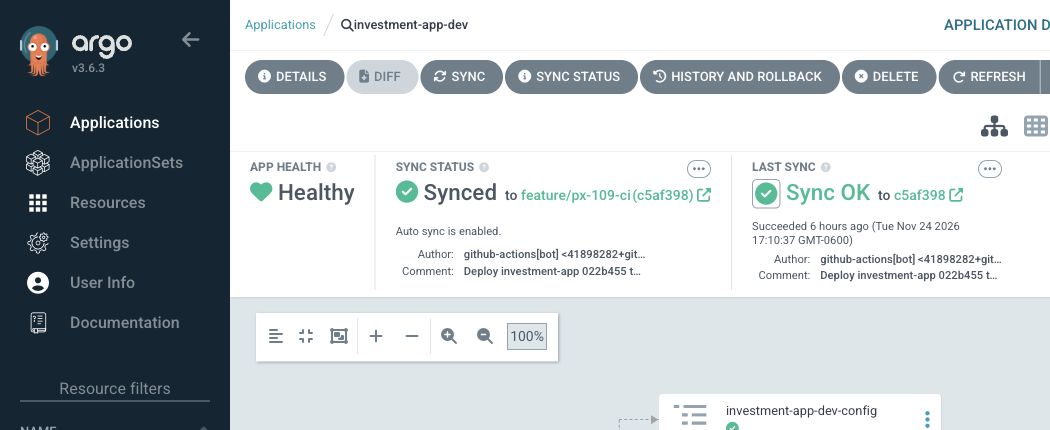 argo
v3.6.3
Applications
ApplicationSets
Resources
Settings
User Info
Documentation
Resource filters
NAME
Applications / investment-app-dev
APPLICATION D
DETAILS DIFF SYNC SYNC STATUS HISTORY AND ROLLBACK DELETE REFRESH
APP HEALTH
Healthy
SYNC STATUS
Synced to feature/px-109-ci (c5af398)
Auto sync is enabled.
Author: github-actions[bot] <41898282+git...
Comment: Deploy investment-app 022b455 t...
LAST SYNC
Sync OK to c5af398
Succeeded 6 hours ago (Tue Nov 24 2026
17:10:37 GMT-0600)
Author: github-actions[bot] <41898282+git...
Comment: Deploy investment-app 022b455 t...
100%
investment-app-dev-config